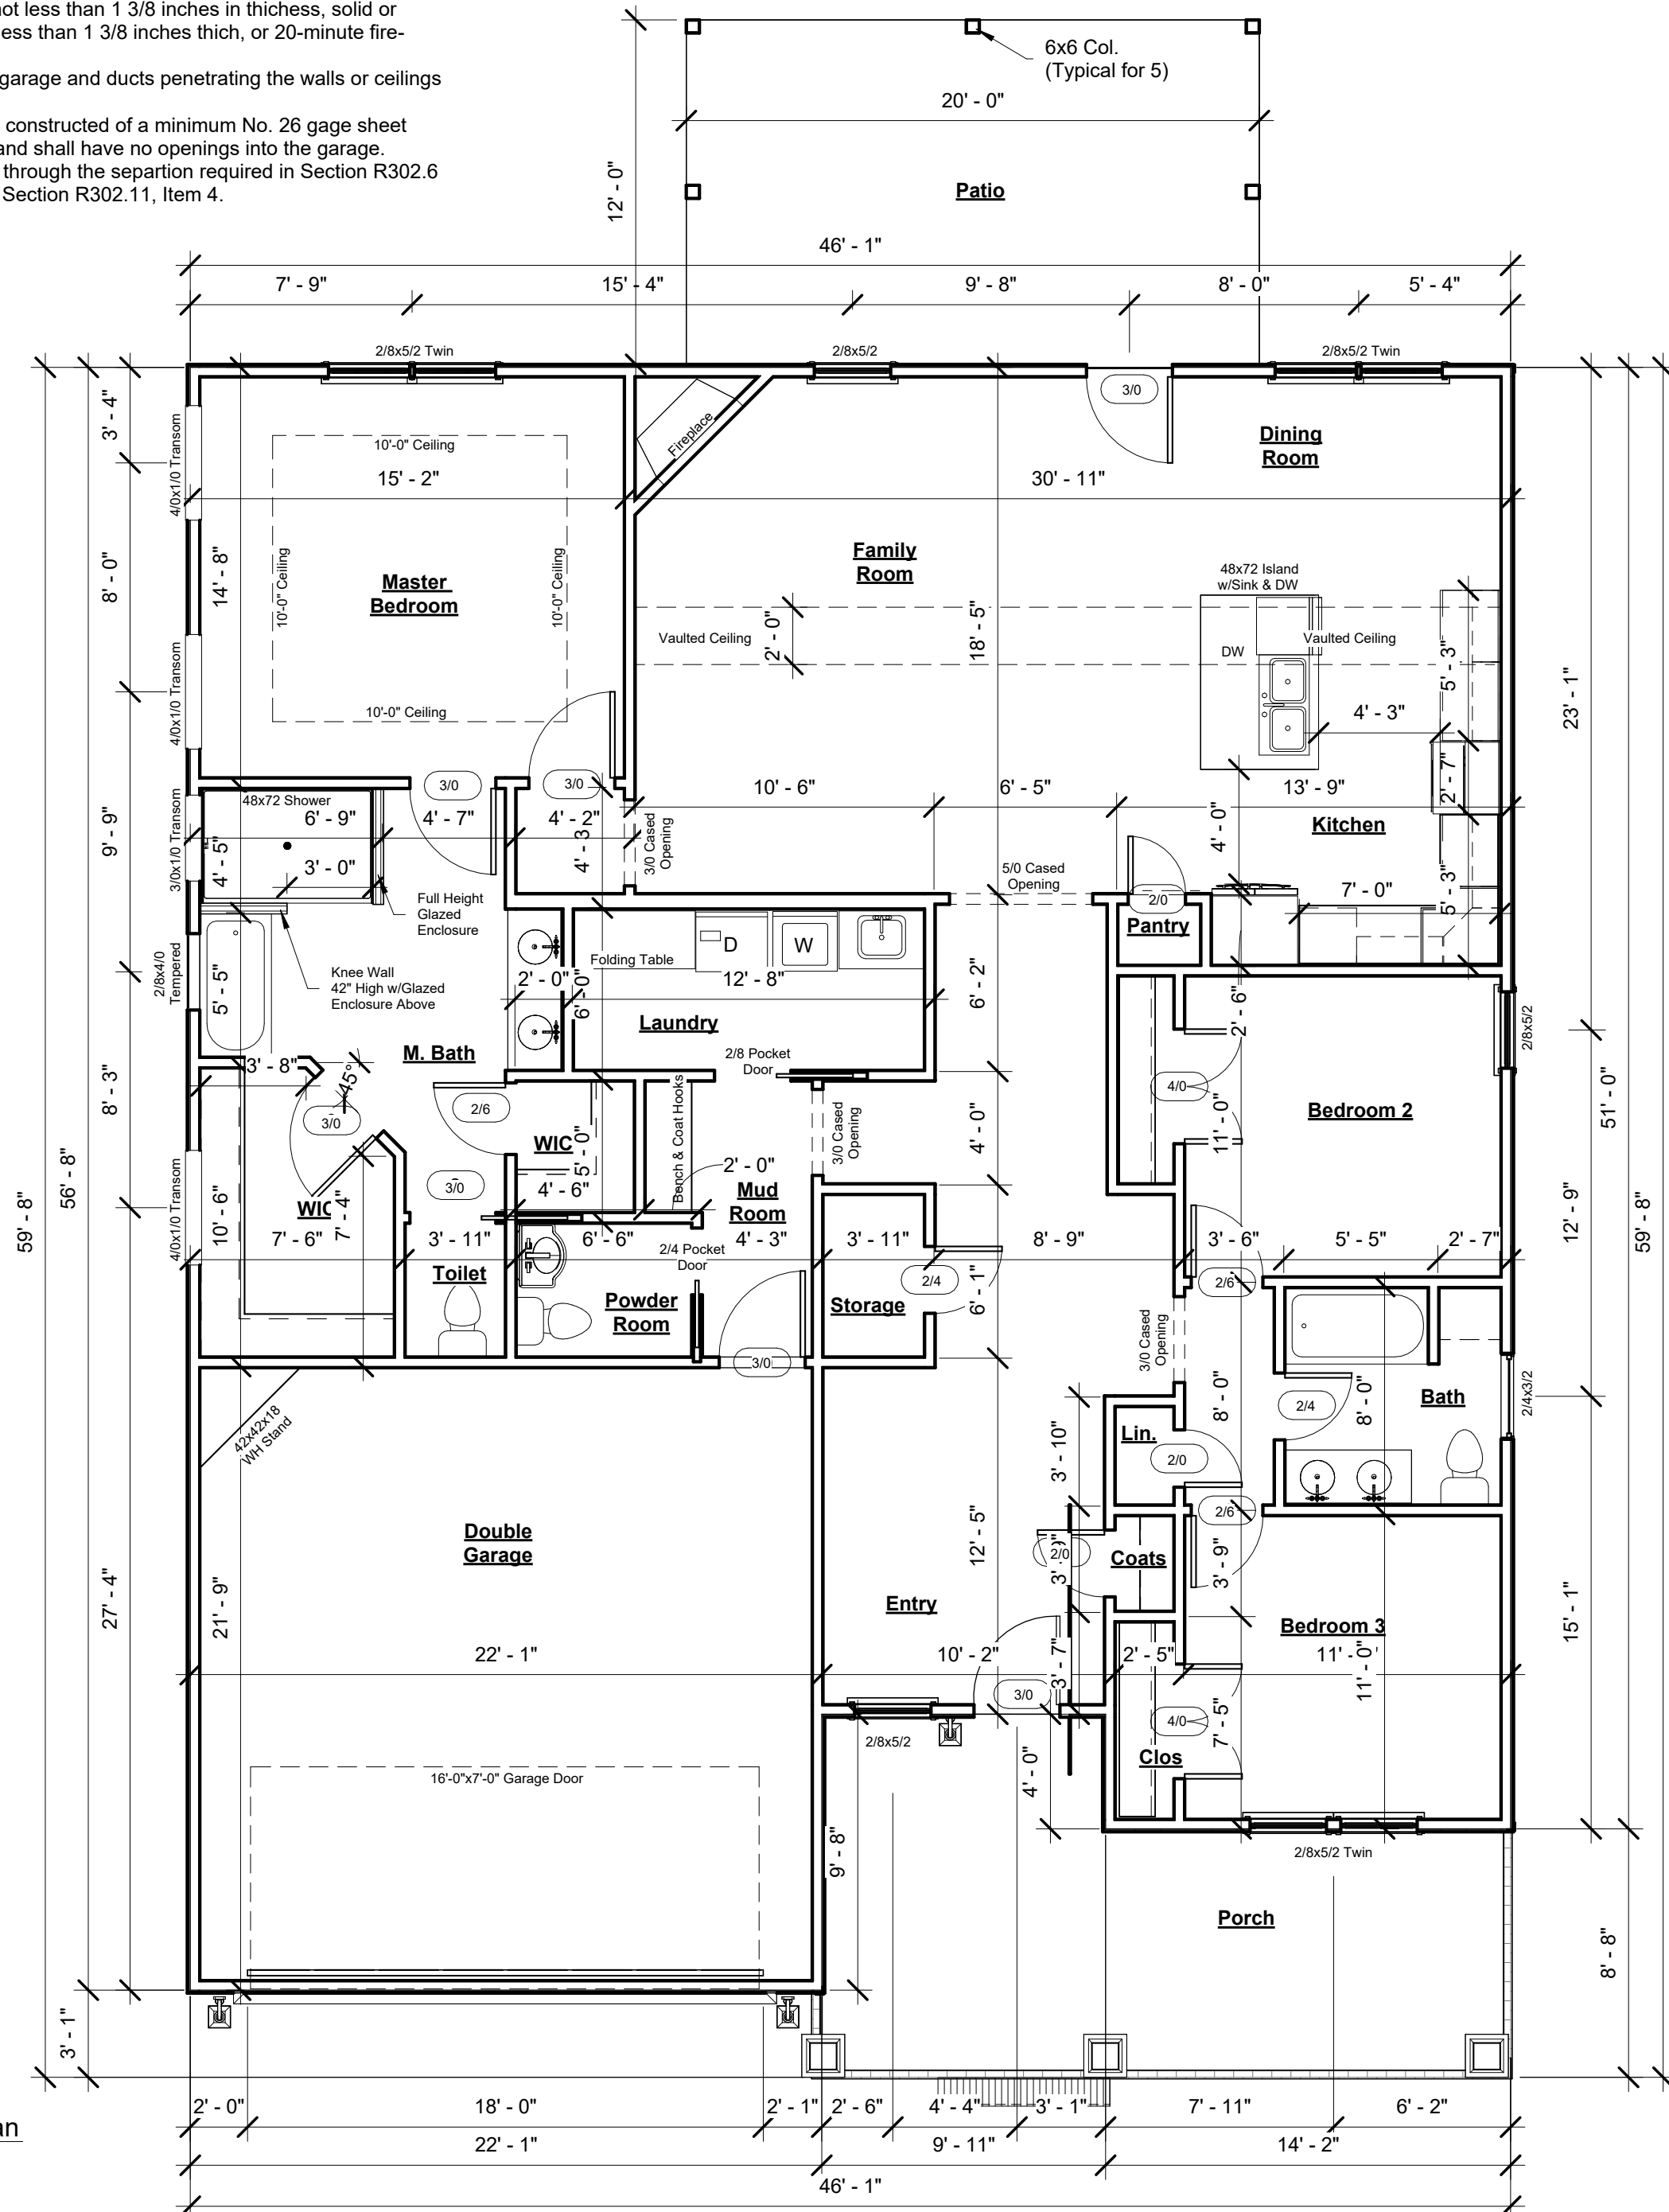 not less than 1 3/8 inches in thichess, solid or
less than 1 3/8 inches thich, or 20-minute fire-
garage and ducts penetrating the walls or ceilings
constructed of a minimum No. 26 gage sheet
and shall have no openings into the garage.
through the separtion required in Section R302.6
Section R302.11, Item 4.
6x6 Col.
(Typical for 5)
20' - 0"
12' - 0"
Patio
46' - 1"
7' - 9"
15' - 4"
9' - 8"
8' - 0"
5' - 4"
2/8x5/2 Twin
2/8x5/2
2/8x5/2 Twin
3/0
3' - 4"
4/0x1/0 Transom
10'-0" Ceiling
15' - 2"
Fireplace
Dining
Room
30' - 11"
8' - 0"
14' - 8"
10'-0" Ceiling
Master
Bedroom
10'-0" Ceiling
Family
Room
48x72 Island
w/Sink & DW
Vaulted Ceiling
2' - 0"
18' - 5"
DW
Vaulted Ceiling
5' - 3"
4' - 3"
23' - 1"
4/0x1/0 Transom
10'-0" Ceiling
3/0
3/0
10' - 6"
6' - 5"
13' - 9"
2' - 7"
Kitchen
48x72 Shower
6' - 9"
4' - 7"
4' - 2"
4' - 3
3/0 Cased
Opening
4' - 0"
9' - 9"
3/0x1/0 Transom
4' - 5"
3' - 0"
5/0 Cased
Opening
7' - 0"
5' - 3"
2/0
Pantry
Full Height
Glazed
Enclosure
2/8x4/0
Tempered
5' - 5"
Knee Wall
42" High w/Glazed
Enclosure Above
2' - 0"
6' - 0"
Folding Table
D
W
12' - 8"
6' - 2"
2' - 6"
Laundry
2/8x5/2
M. Bath
2/8 Pocket
Door
3' - 8"
45°
3/0
8' - 3"
2/6
WIC
5' - 0"
4' - 6"
Bench & Coat Hooks
3/0 Cased
Opening
4' - 0"
4/0
11' - 0"
Bedroom 2
51' - 0"
59' - 8"
56' - 8"
3/0
2' - 0"
Mud
Room
12' - 9"
59' - 8"
4/0x1/0 Transom
10' - 6"
WIC
7' - 6"
7' - 4"
3' - 11"
6' - 6"
2/4 Pocket
Door
4' - 3"
3' - 11"
8' - 9"
3' - 6"
5' - 5"
2' - 7"
Toilet
2/4
2/6
6' - 1"
Powder
Room
Storage
3/0
3/0 Cased
Opening
8' - 0"
2/4
8' - 0"
Bath
2/4x3/2
42x42x18
WH Stand
3' - 10"
Lin.
2/0
2/6
Double
Garage
12' - 5"
2/0
3' - 9"
Coats
3' - 9"
27' - 4"
21' - 9"
Entry
Bedroom 3
15' - 1"
22' - 1"
10' - 2"
3' - 7"
2' - 5"
11' - 0"
3/0
4/0
7' - 5"
2/8x5/2
Clos
4' - 0"
16'-0"x7'-0" Garage Door
9' - 8"
2/8x5/2 Twin
Porch
8' - 8"
3' - 1"
2' - 0"
18' - 0"
2' - 1"
2' - 6"
4' - 4"
3' - 1"
7' - 11"
6' - 2"
22' - 1"
9' - 11"
14' - 2"
46' - 1"
an